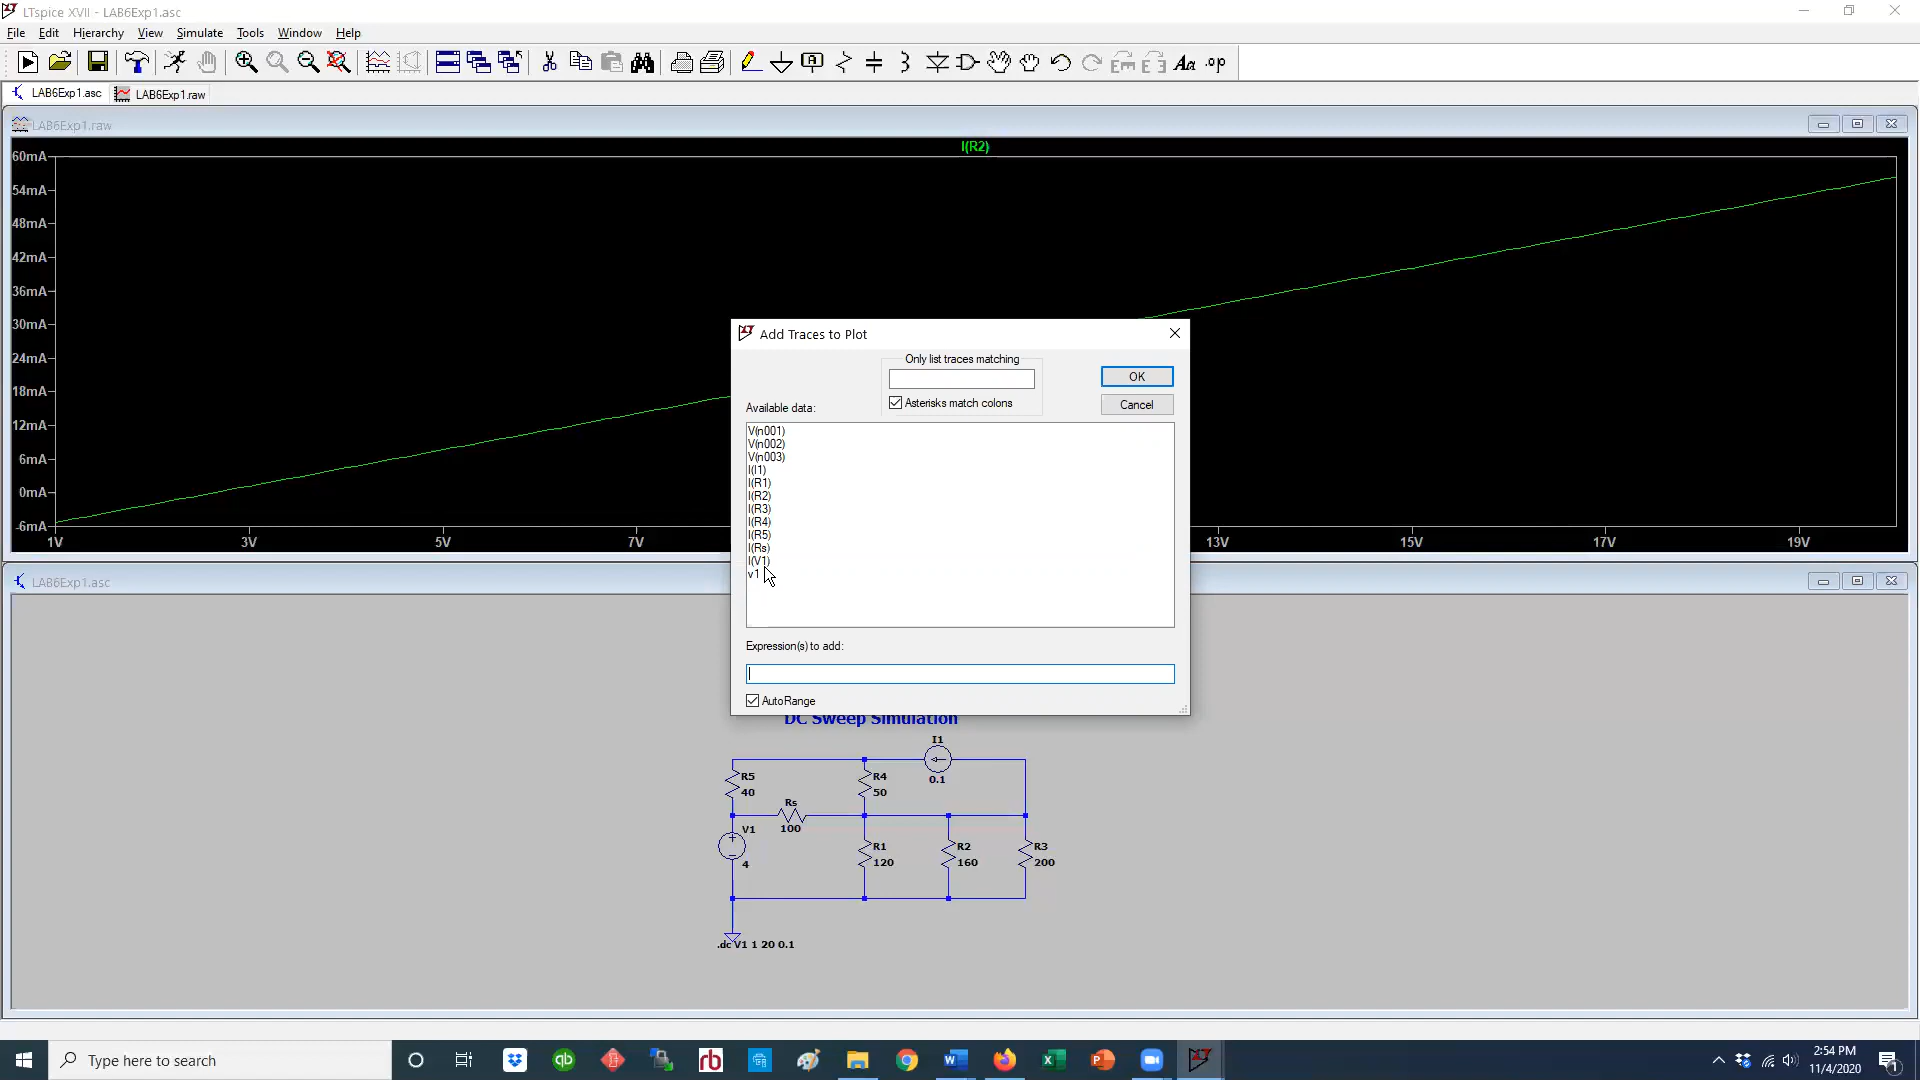 LTspice XVII - LAB6Exp1.asc
File Edit Hierarchy View Simulate Tools Window Help
Aa .op
LAB6Exp1.asc LAB6Exp1.raw
LAB6Exp1.raw
I(R2)
60mA
54mA
48mA
42mA
36mA
30mA
24mA
18mA
12mA
6mA
0mA
-6mA
1V 3V 5V 7V 13V 15V 17V 19V
Add Traces to Plot
Only list traces matching
OK
Asterisks match colons
Cancel
Available data:
V(n001)
V(n002)
V(n003)
I(I1)
I(R1)
I(R2)
I(R3)
I(R4)
I(R5)
I(Rs)
I(V1)
v1
Expression(s) to add:
AutoRange
LAB6Exp1.asc
DC Sweep Simulation
I1
0.1
R5
40
R4
50
Rs
100
V1
4
R1
120
R2
160
R3
200
.dc V1 1 20 0.1
Type here to search
qb
rb
2:54 PM
11/4/2020
1